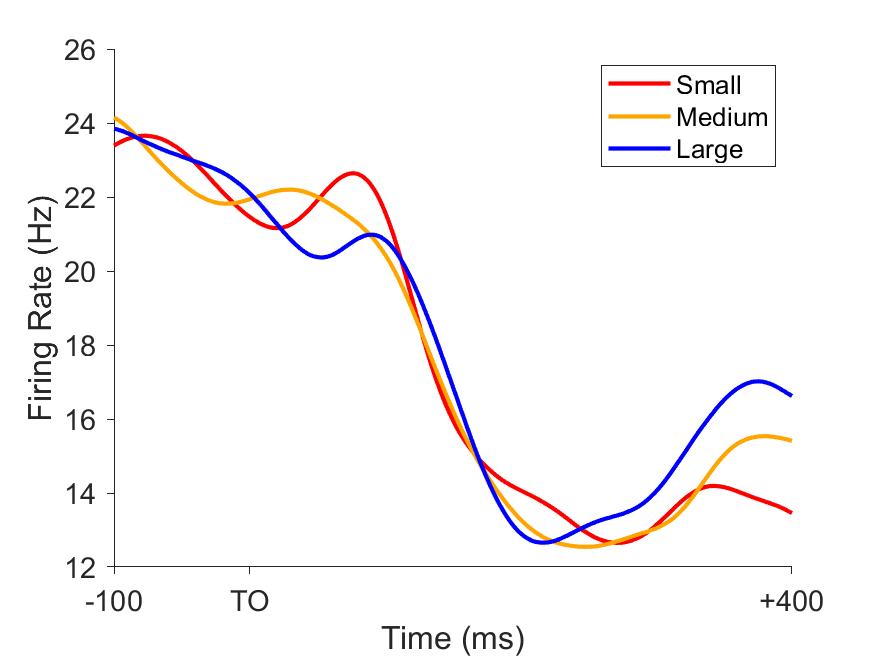 26
24
22
20
18
16
14
12
Firing Rate (Hz)
Small
Medium
Large
-100
TO
+400
Time (ms)